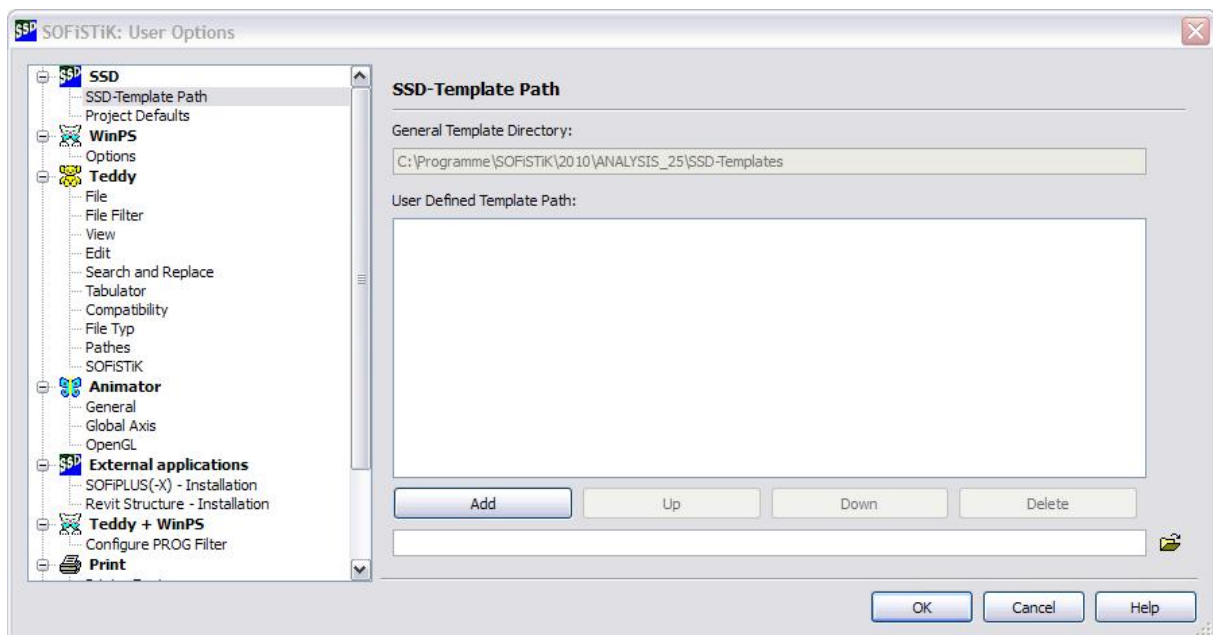 SSD SOFiSTiK: User Options
SSD SSD
SSD-Template Path
Project Defaults
WinPS
Options
Teddy
File
File Filter
View
Edit
Search and Replace
Tabulator
Compatibility
File Typ
Pathes
SOFiSTiK
Animator
General
Global Axis
OpenGL
SSD External applications
SOFiPLUS(-X) - Installation
Revit Structure - Installation
Teddy + WinPS
Configure PROG Filter
Print
SSD-Template Path
General Template Directory:
C:\Programme\SOFiSTiK\2010\ANALYSIS_25\SSD-Templates
User Defined Template Path:
Add Up Down Delete
OK Cancel Help